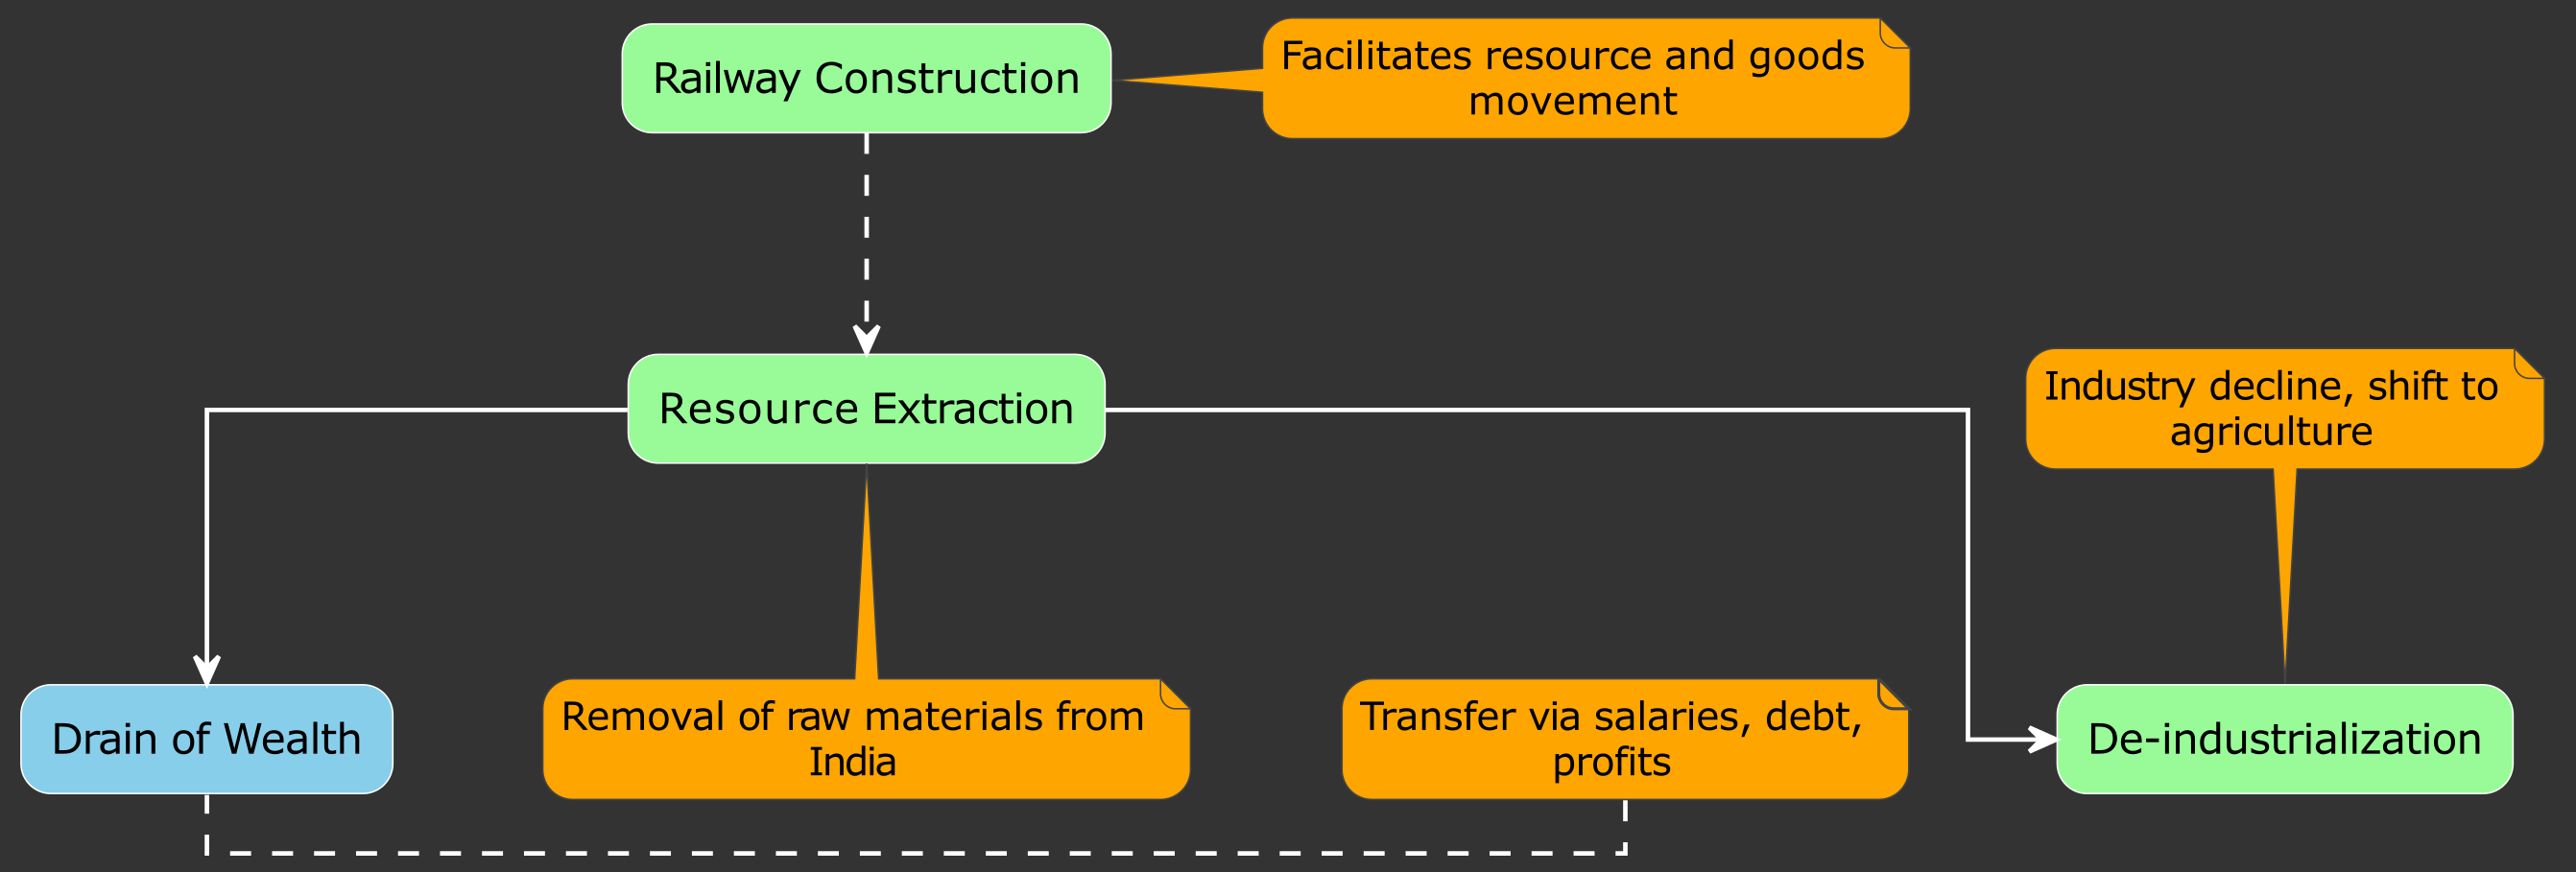 Railway Construction
Facilitates resource and goods
movement
Resource Extraction
Industry decline, shift to
agriculture
Drain of Wealth
Removal of raw materials from
India
Transfer via salaries, debt,
profits
De-industrialization